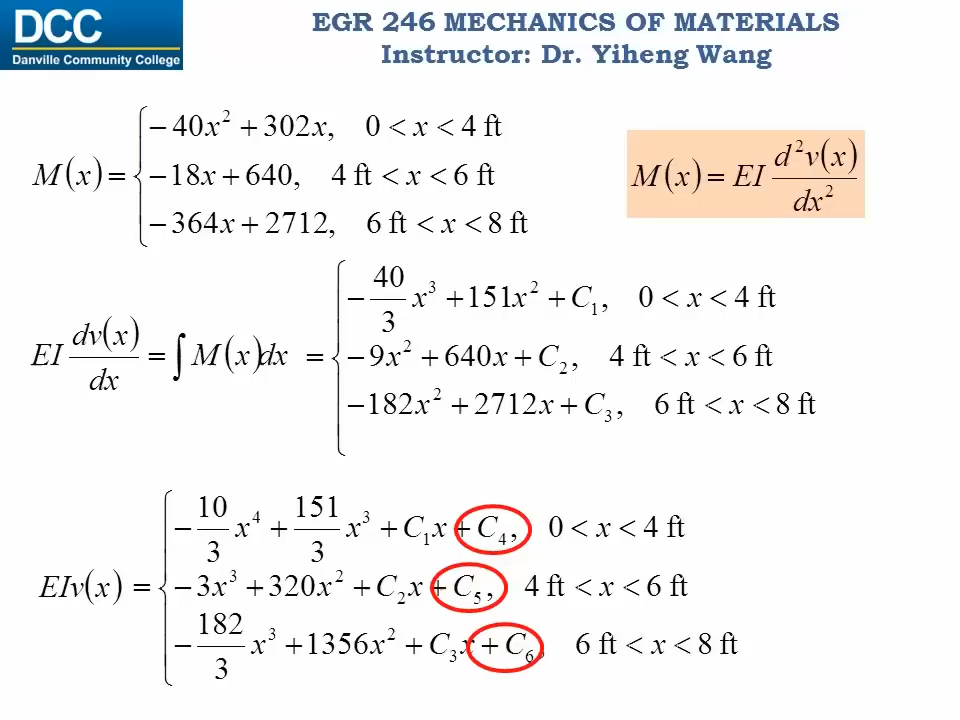 DCC
Danville Community College
EGR 246 MECHANICS OF MATERIALS
Instructor: Dr. Yiheng Wang
M(x) = { −40x² + 302x, 0 < x < 4 ft
−18x + 640, 4 ft < x < 6 ft
−364x + 2712, 6 ft < x < 8 ft
M(x) = EI d²v(x)/dx²
EI dv(x)/dx = ∫ M(x)dx = { −40/3 x³ + 151x² + C₁, 0 < x < 4 ft
−9x² + 640x + C₂, 4 ft < x < 6 ft
−182x² + 2712x + C₃, 6 ft < x < 8 ft
EIv(x) = { −10/3 x⁴ + 151/3 x³ + C₁x + C₄, 0 < x < 4 ft
−3x³ + 320x² + C₂x + C₅, 4 ft < x < 6 ft
−182/3 x³ + 1356x² + C₃x + C₆, 6 ft < x < 8 ft